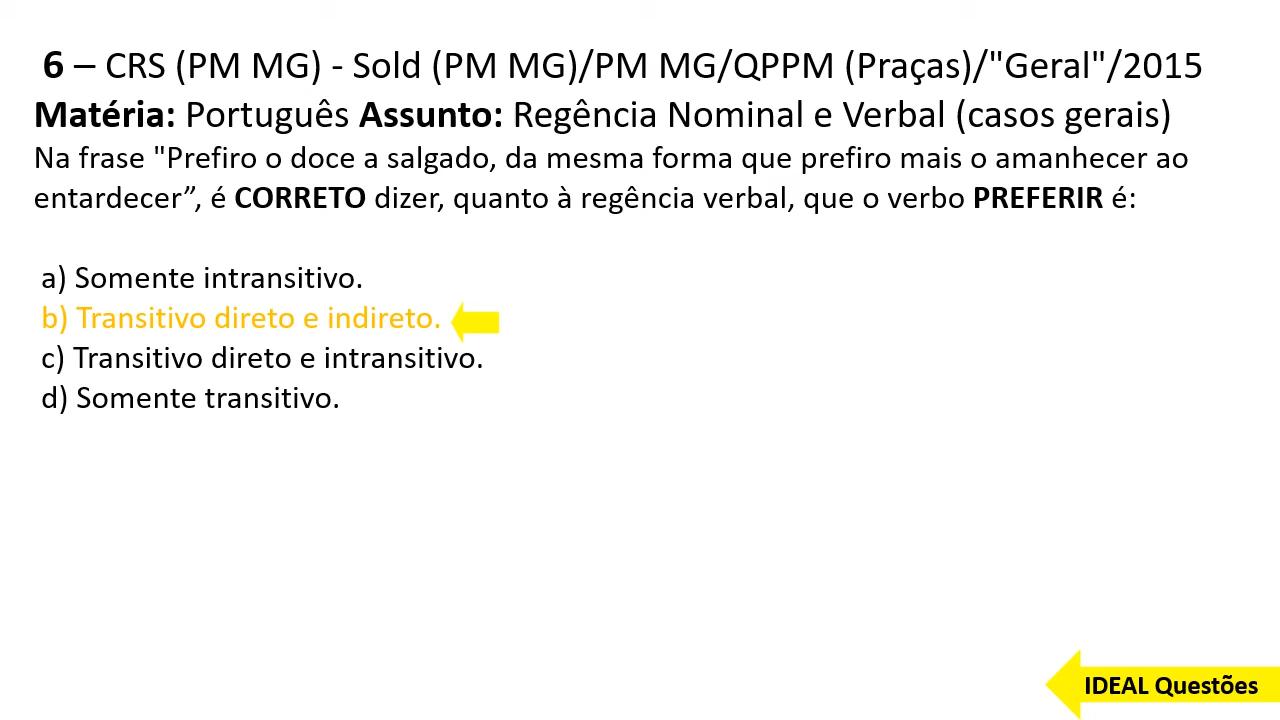 6 – CRS (PM MG) - Sold (PM MG)/PM MG/QPPM (Praças)/"Geral"/2015
Matéria: Português Assunto: Regência Nominal e Verbal (casos gerais)
Na frase "Prefiro o doce a salgado, da mesma forma que prefiro mais o amanhecer ao
entardecer”, é CORRETO dizer, quanto à regência verbal, que o verbo PREFERIR é:
a) Somente intransitivo.
b) Transitivo direto e indireto.
c) Transitivo direto e intransitivo.
d) Somente transitivo.
IDEAL Questões